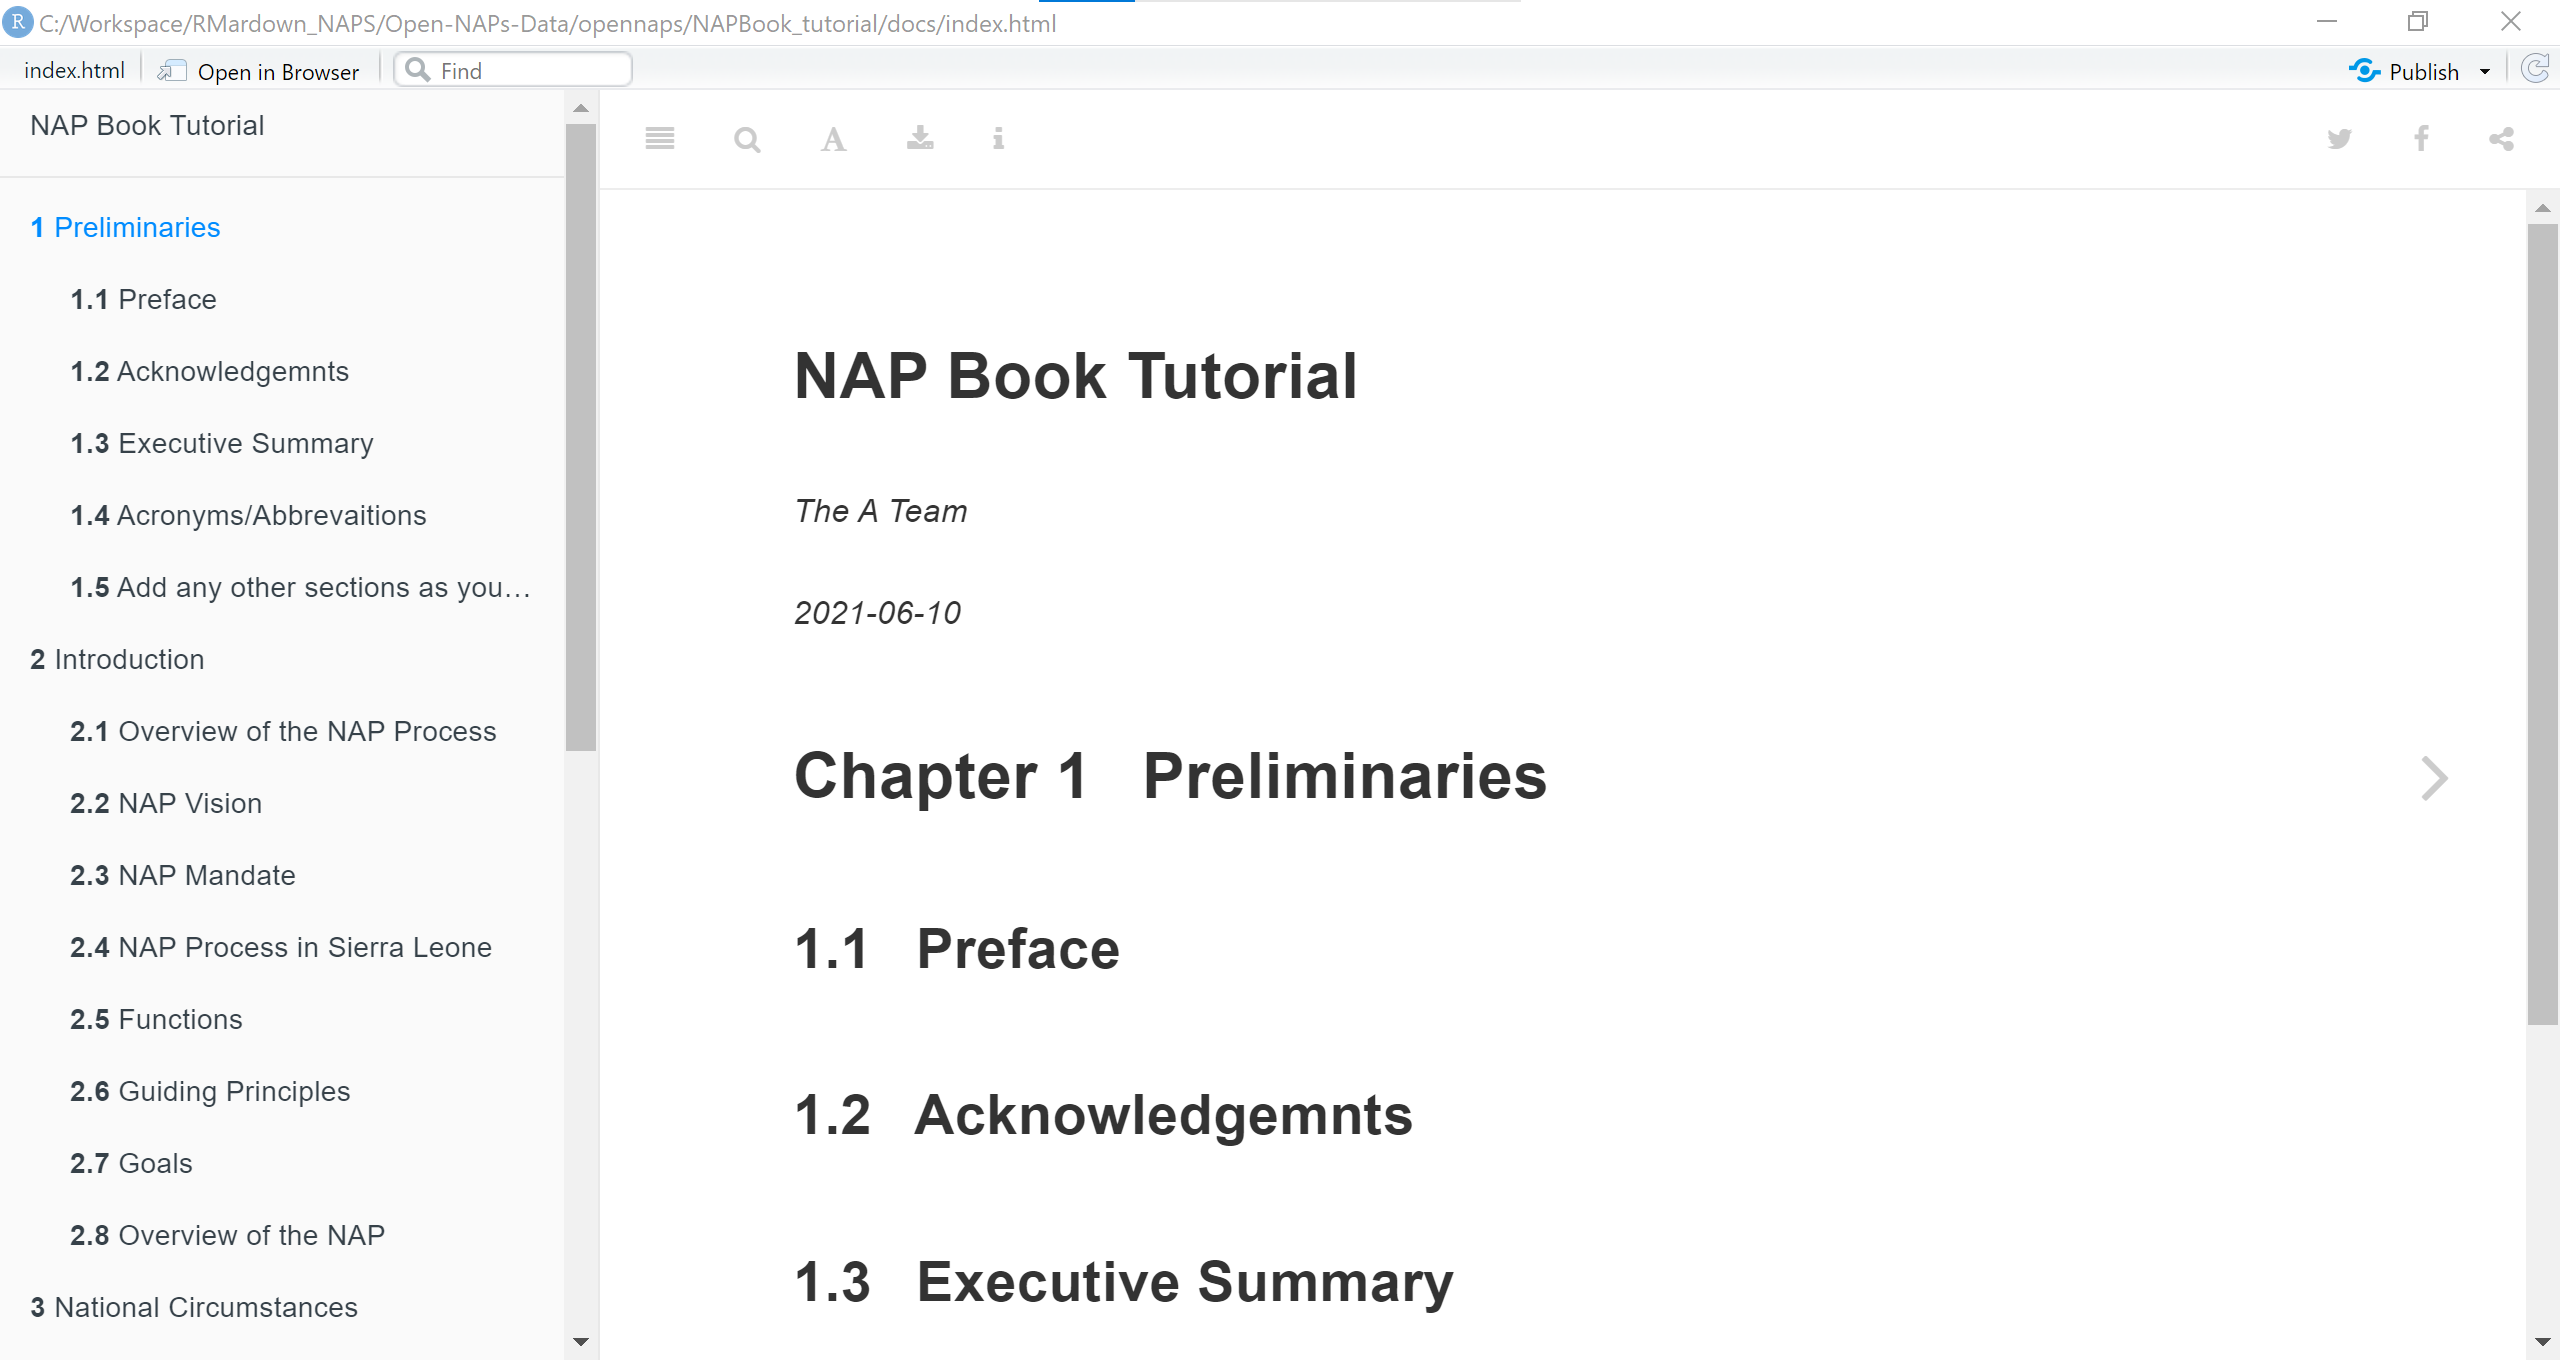 R C:/Workspace/RMardown_NAPS/Open-NAPs-Data/opennaps/NAPBook_tutorial/docs/index.html
index.html Open in Browser Find Publish
NAP Book Tutorial
1 Preliminaries
1.1 Preface
1.2 Acknowledgemnts
1.3 Executive Summary
1.4 Acronyms/Abbrevaitions
1.5 Add any other sections as you…
2 Introduction
2.1 Overview of the NAP Process
2.2 NAP Vision
2.3 NAP Mandate
2.4 NAP Process in Sierra Leone
2.5 Functions
2.6 Guiding Principles
2.7 Goals
2.8 Overview of the NAP
3 National Circumstances
NAP Book Tutorial
The A Team
2021-06-10
Chapter 1 Preliminaries
1.1 Preface
1.2 Acknowledgemnts
1.3 Executive Summary